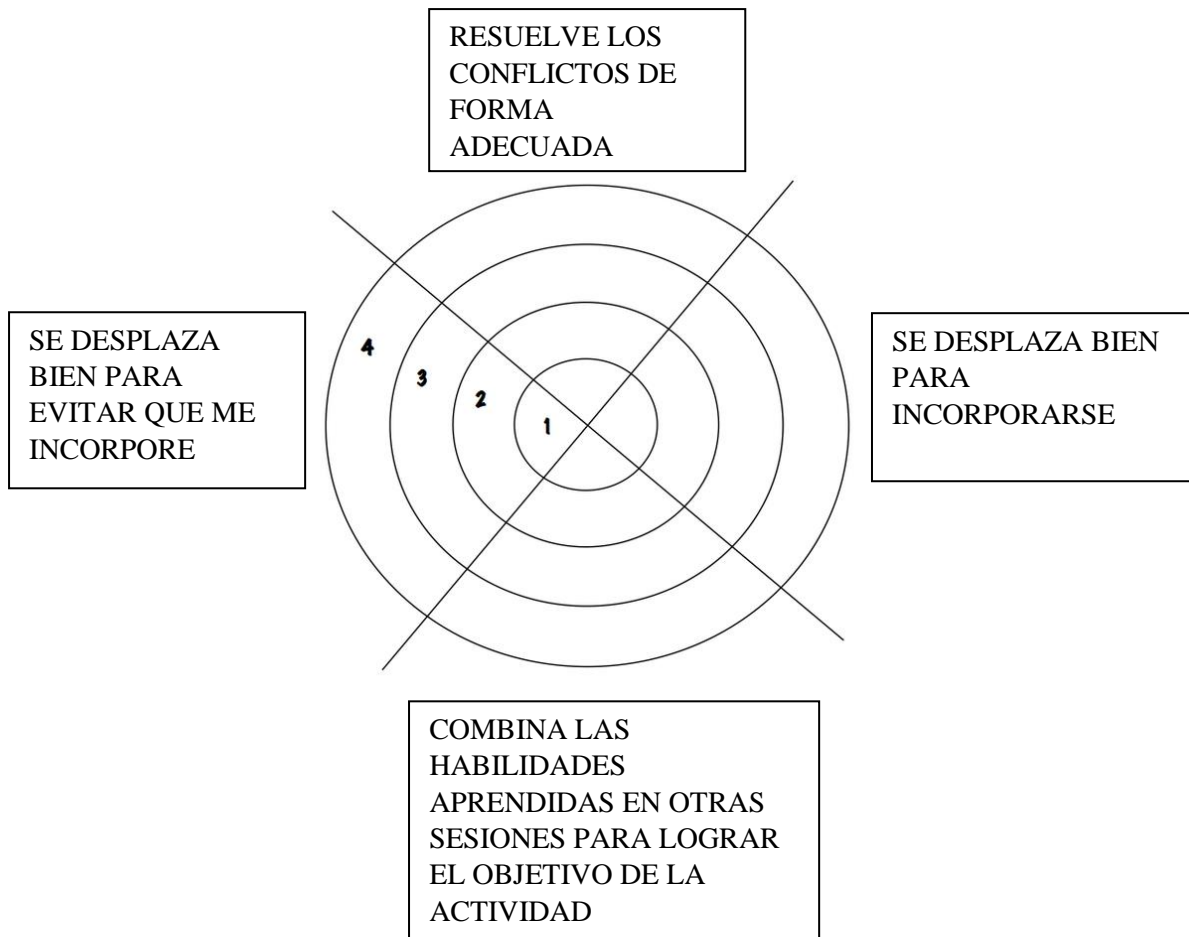 RESUELVE LOS
CONFLICTOS DE
FORMA
ADECUADA
SE DESPLAZA
BIEN PARA
EVITAR QUE ME
INCORPORE
4
3
2
1
SE DESPLAZA BIEN
PARA
INCORPORARSE
COMBINA LAS
HABILIDADES
APRENDIDAS EN OTRAS
SESIONES PARA LOGRAR
EL OBJETIVO DE LA
ACTIVIDAD